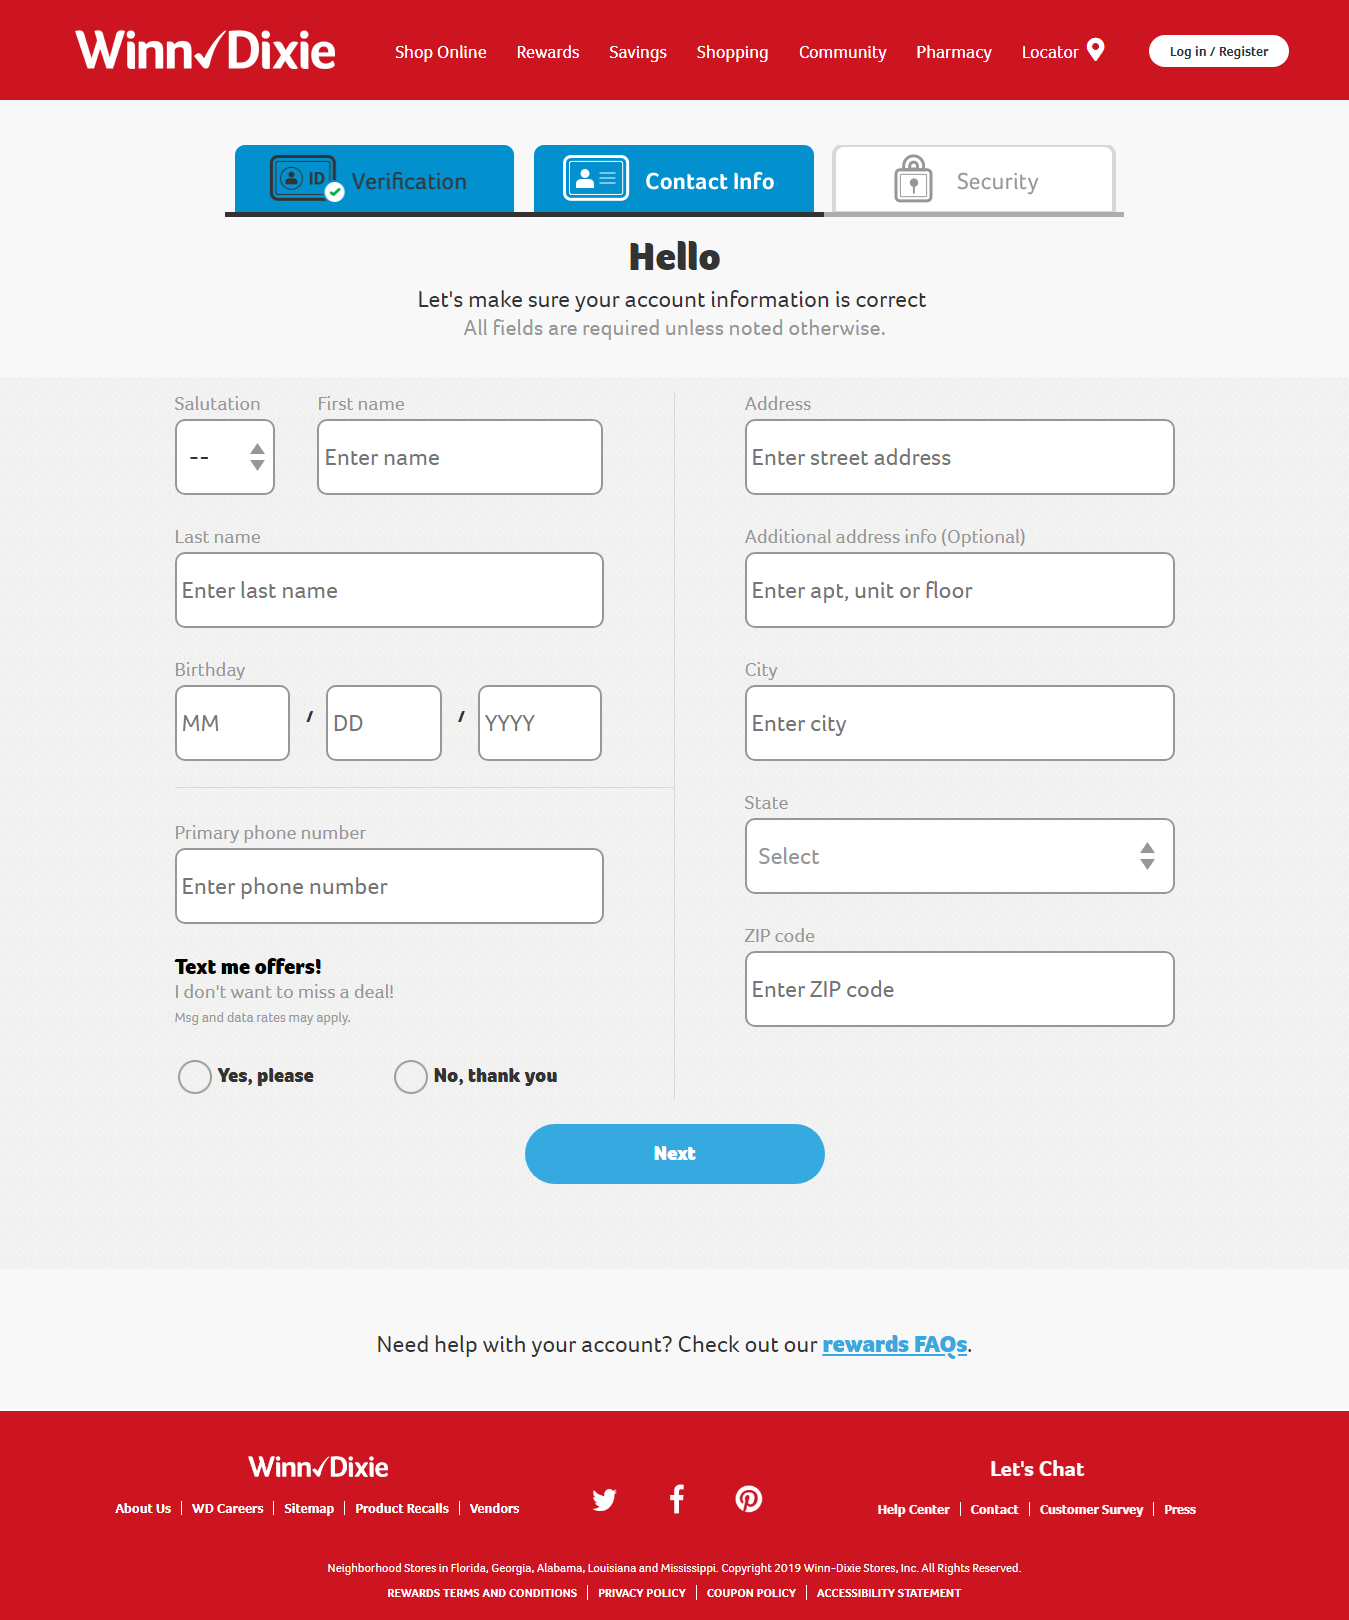 Winn Dixie
Shop Online Rewards Savings Shopping Community Pharmacy Locator Log in / Register
ID Verification Contact Info Security
Hello
Let's make sure your account information is correct
All fields are required unless noted otherwise.
Salutation First name
-- Enter name
Last name
Enter last name
Birthday
MM / DD / YYYY
Primary phone number
Enter phone number
Text me offers!
I don't want to miss a deal!
Msg and data rates may apply.
Yes, please No, thank you
Address
Enter street address
Additional address info (Optional)
Enter apt, unit or floor
City
Enter city
State
Select
ZIP code
Enter ZIP code
Next
Need help with your account? Check out our rewards FAQs.
Winn Dixie
About Us | WD Careers | Sitemap | Product Recalls | Vendors
Let's Chat
Help Center | Contact | Customer Survey | Press
Neighborhood Stores in Florida, Georgia, Alabama, Louisiana and Mississippi. Copyright 2019 Winn-Dixie Stores, Inc. All Rights Reserved.
REWARDS TERMS AND CONDITIONS | PRIVACY POLICY | COUPON POLICY | ACCESSIBILITY STATEMENT